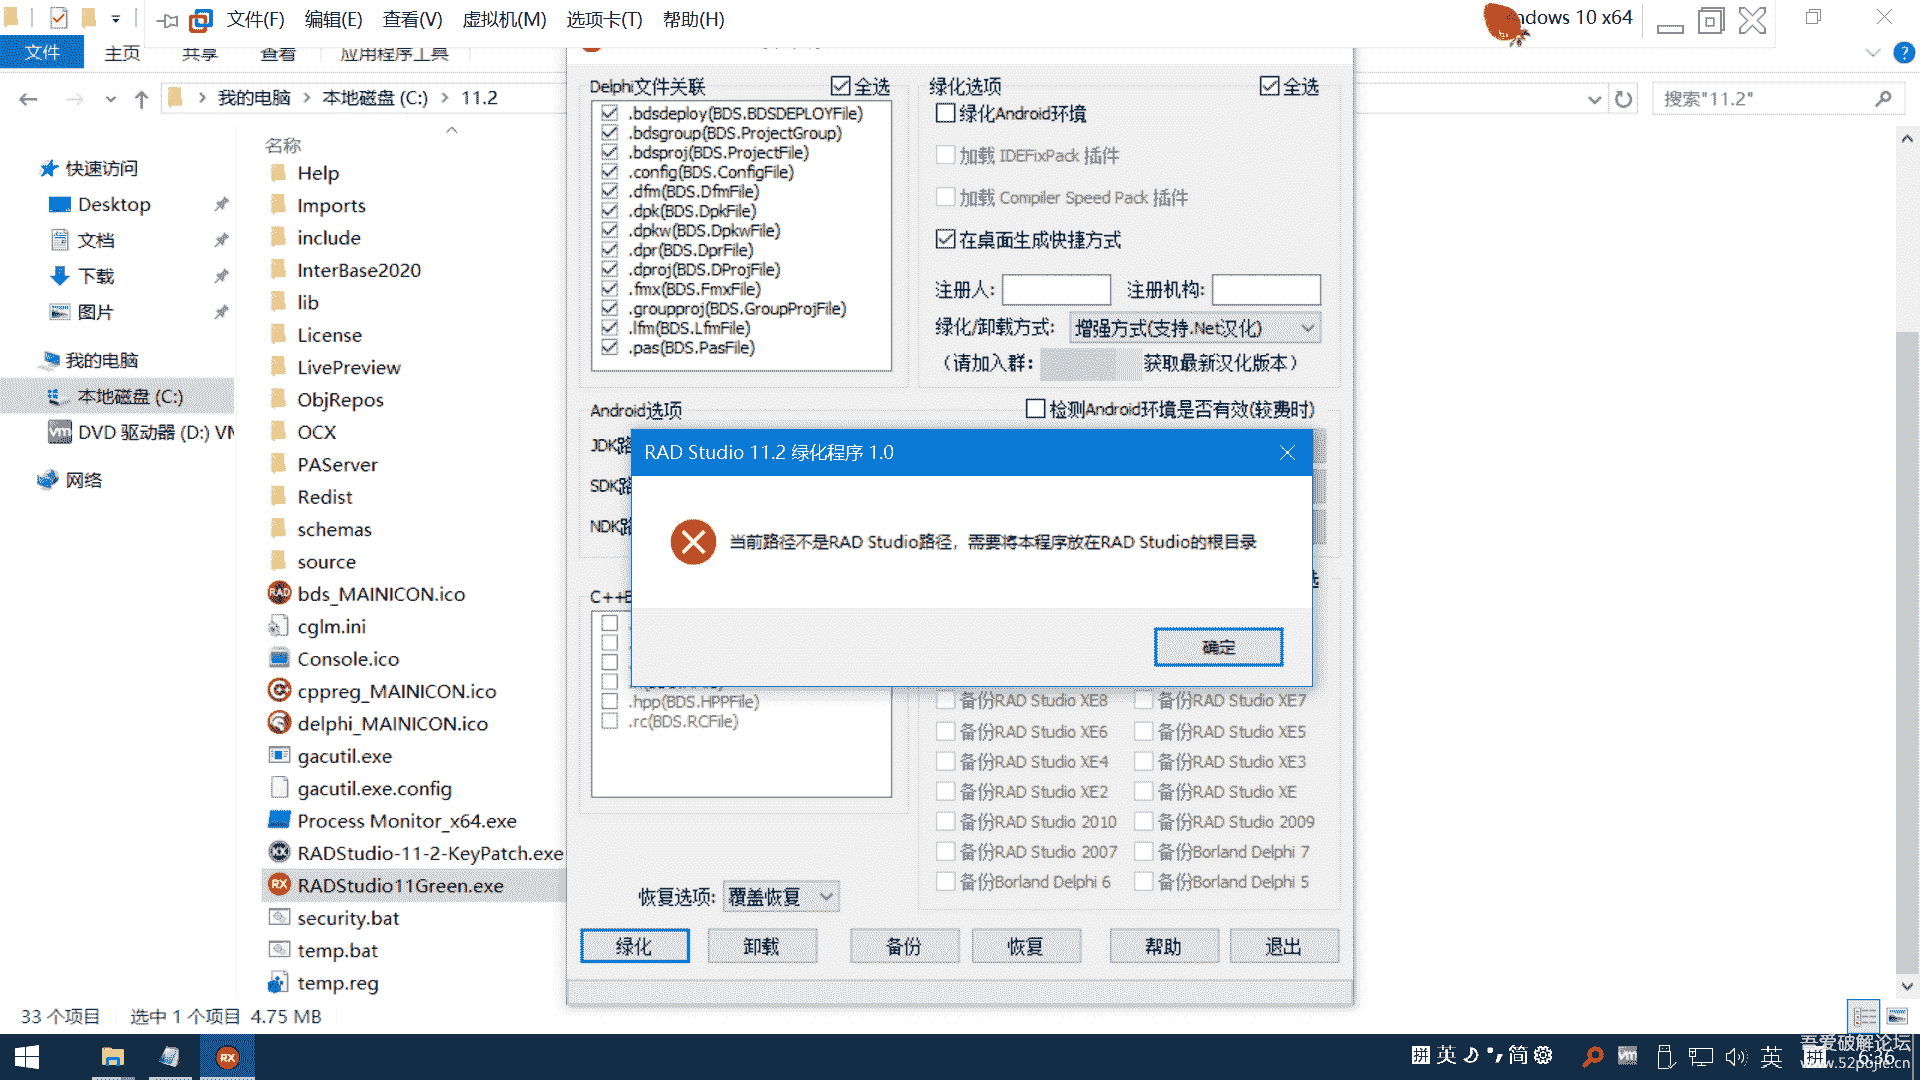 文件(F) 编辑(E) 查看(V) 虚拟机(M) 选项卡(T) 帮助(H)
ndows 10 x64
文件 主页 共享 查看 应用程序工具
我的电脑 本地磁盘 (C:) 11.2
搜索"11.2"
快速访问
Desktop
文档
下载
图片
我的电脑
本地磁盘 (C:)
DVD 驱动器 (D:) VM
网络
名称
Help
Imports
include
InterBase2020
lib
License
LivePreview
ObjRepos
OCX
PAServer
Redist
schemas
source
bds_MAINICON.ico
cglm.ini
Console.ico
cppreg_MAINICON.ico
delphi_MAINICON.ico
gacutil.exe
gacutil.exe.config
Process Monitor_x64.exe
RADStudio-11-2-KeyPatch.exe
RADStudio11Green.exe
security.bat
temp.bat
temp.reg
33 个项目 选中 1 个项目 4.75 MB
Delphi文件关联 全选
.bdsdeploy(BDS.BDSDEPLOYFile)
.bdsgroup(BDS.ProjectGroup)
.bdsproj(BDS.ProjectFile)
.config(BDS.ConfigFile)
.dfm(BDS.DfmFile)
.dpk(BDS.DpkFile)
.dpkw(BDS.DpkwFile)
.dpr(BDS.DprFile)
.dproj(BDS.DProjFile)
.fmx(BDS.FmxFile)
.groupproj(BDS.GroupProjFile)
.lfm(BDS.LfmFile)
.pas(BDS.PasFile)
绿化选项 全选
绿化Android环境
加载 IDEFixPack 插件
加载 Compiler Speed Pack 插件
在桌面生成快捷方式
注册人: 注册机构:
绿化/卸载方式: 增强方式(支持.Net汉化)
(请加入群: 获取最新汉化版本)
Android选项 检测Android环境是否有效(较费时)
JDK路
SDK路
NDK路
RAD Studio 11.2 绿化程序 1.0
当前路径不是RAD Studio路径，需要将本程序放在RAD Studio的根目录
确定
C++B
.hpp(BDS.HPPFile)
.rc(BDS.RCFile)
备份RAD Studio XE8 备份RAD Studio XE7
备份RAD Studio XE6 备份RAD Studio XE5
备份RAD Studio XE4 备份RAD Studio XE3
备份RAD Studio XE2 备份RAD Studio XE
备份RAD Studio 2010 备份RAD Studio 2009
备份RAD Studio 2007 备份Borland Delphi 7
备份Borland Delphi 6 备份Borland Delphi 5
恢复选项: 覆盖恢复
绿化 卸载 备份 恢复 帮助 退出
拼 英 简 英 拼 6:36
吾爱破解论坛
www.52pojie.cn